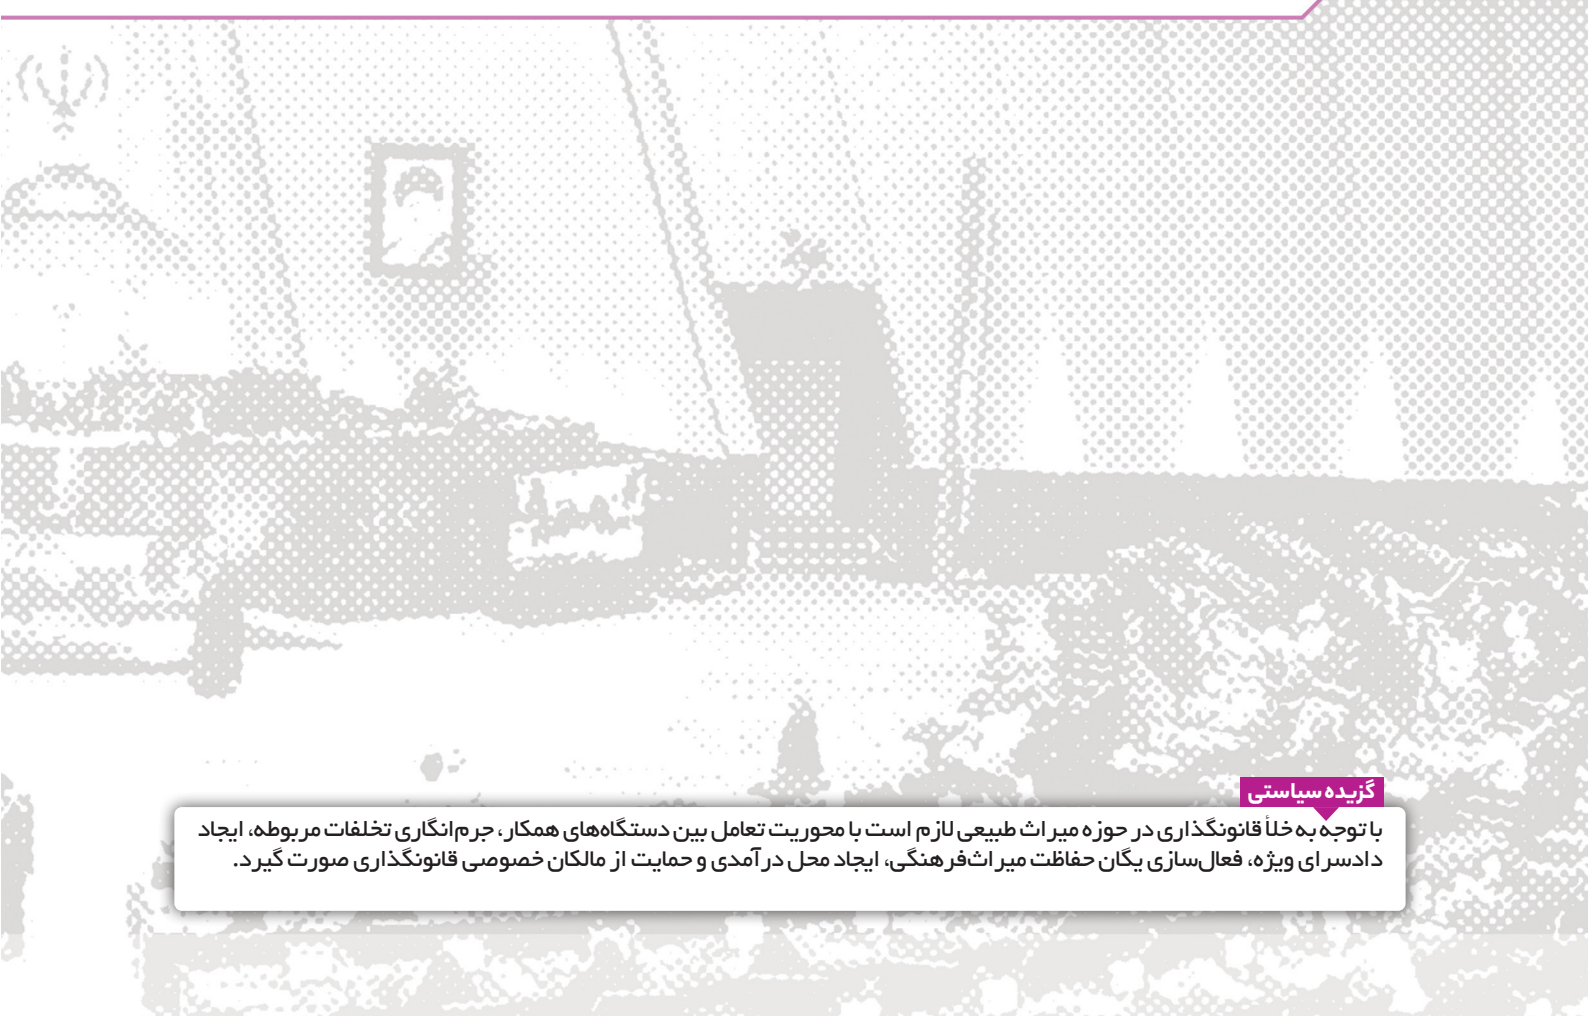 گزیده سیاستی
با توجه به خلأ قانونگذاری در حوزه میراث طبیعی لازم است با محوریت تعامل بین دستگاه‌های همکار، جرم‌انگاری تخلفات مربوطه، ایجاد
دادسرای ویژه، فعال‌سازی یگان حفاظت میراث‌فرهنگی، ایجاد محل درآمدی و حمایت از مالکان خصوصی قانونگذاری صورت گیرد.